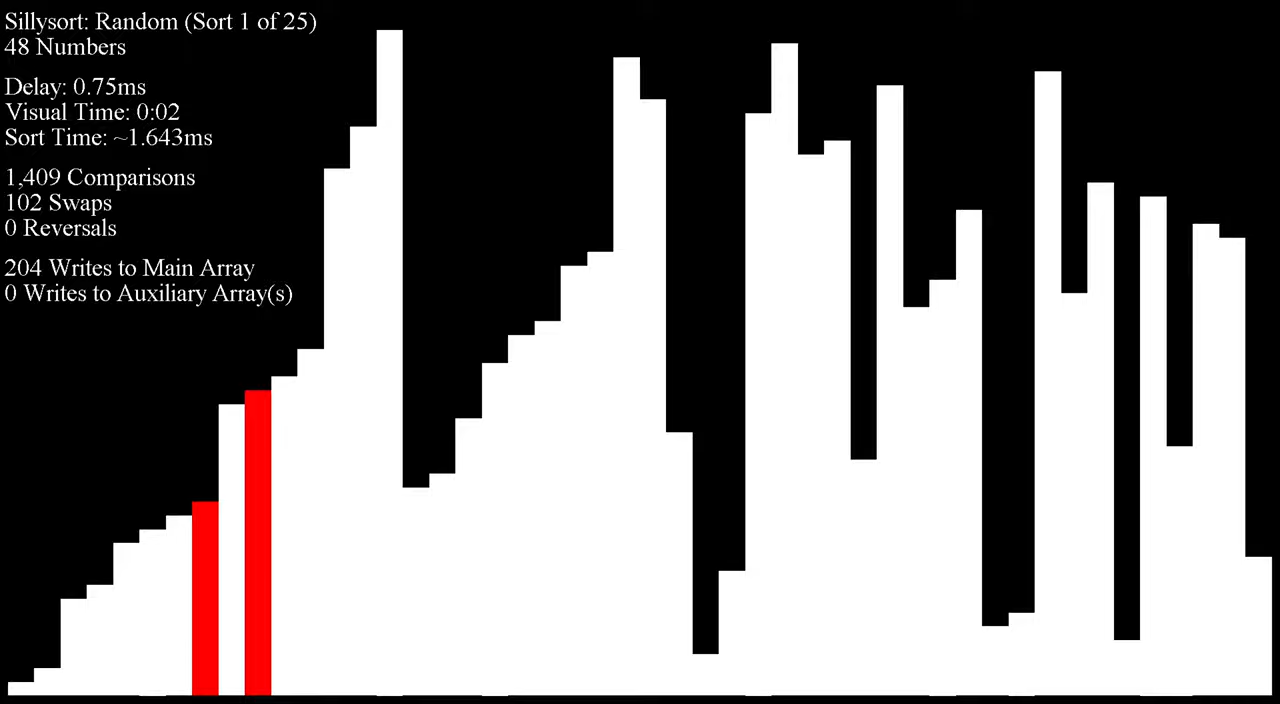 Sillysort: Random (Sort 1 of 25)
48 Numbers
Delay: 0.75ms
Visual Time: 0:02
Sort Time: ~1.643ms
1,409 Comparisons
102 Swaps
0 Reversals
204 Writes to Main Array
0 Writes to Auxiliary Array(s)